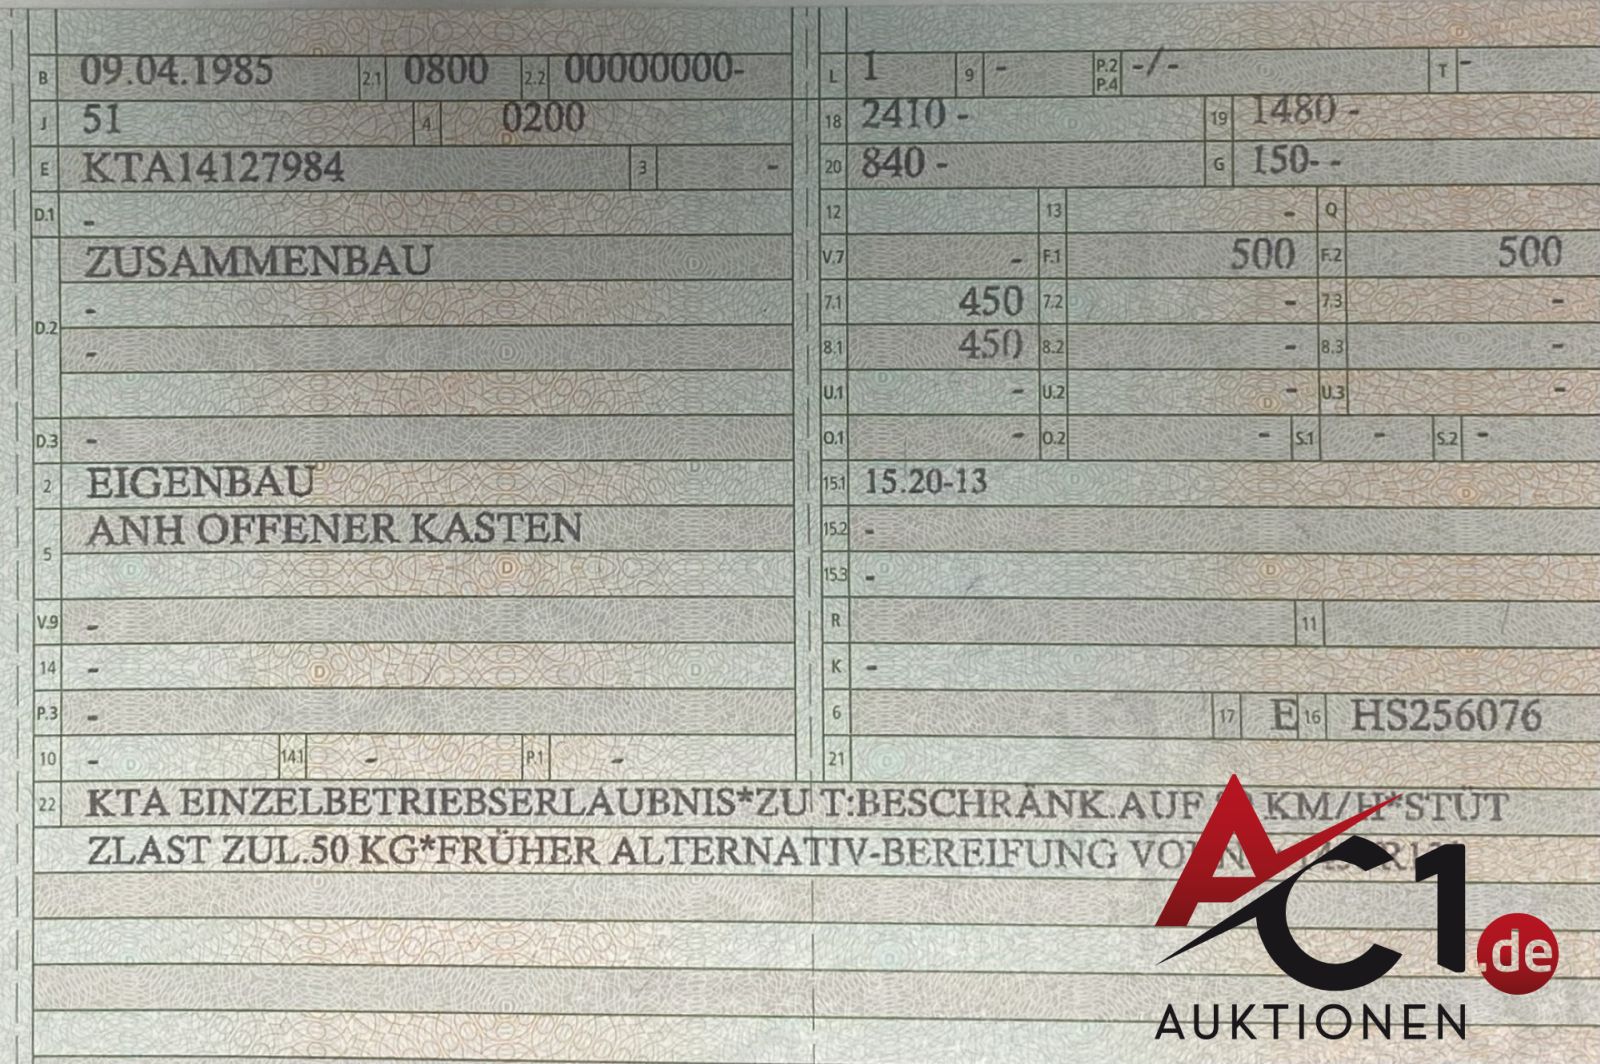 B 09.04.1985 2.1 0800 2.2 00000000-
J 51 4 0200
E KTA14127984 3 -
D.1 -
D.2 ZUSAMMENBAU
-
-
D.3 -
2 EIGENBAU
5 ANH OFFENER KASTEN
V.9 -
14 -
P.3 -
10 - 14.1 - P.1 -
L 1 9 - P.2 P.4 -/- T -
18 2410 - 19 1480 -
20 840 - G 150- -
12 13 - Q
V.7 - F.1 500 F.2 500
7.1 450 7.2 - 7.3 -
8.1 450 8.2 - 8.3 -
U.1 - U.2 - U.3 -
O.1 - O.2 - S.1 - S.2 -
15.1 15.20-13
15.2 -
15.3 -
R 11
K -
6 17 E 16 HS256076
21
22 KTA EINZELBETRIEBSERLAUBNIS*ZU T:BESCHRÄNK.AUF KM/H*STÜT
ZLAST ZUL.50 KG*FRÜHER ALTERNATIV-BEREIFUNG
AC1.de
AUKTIONEN